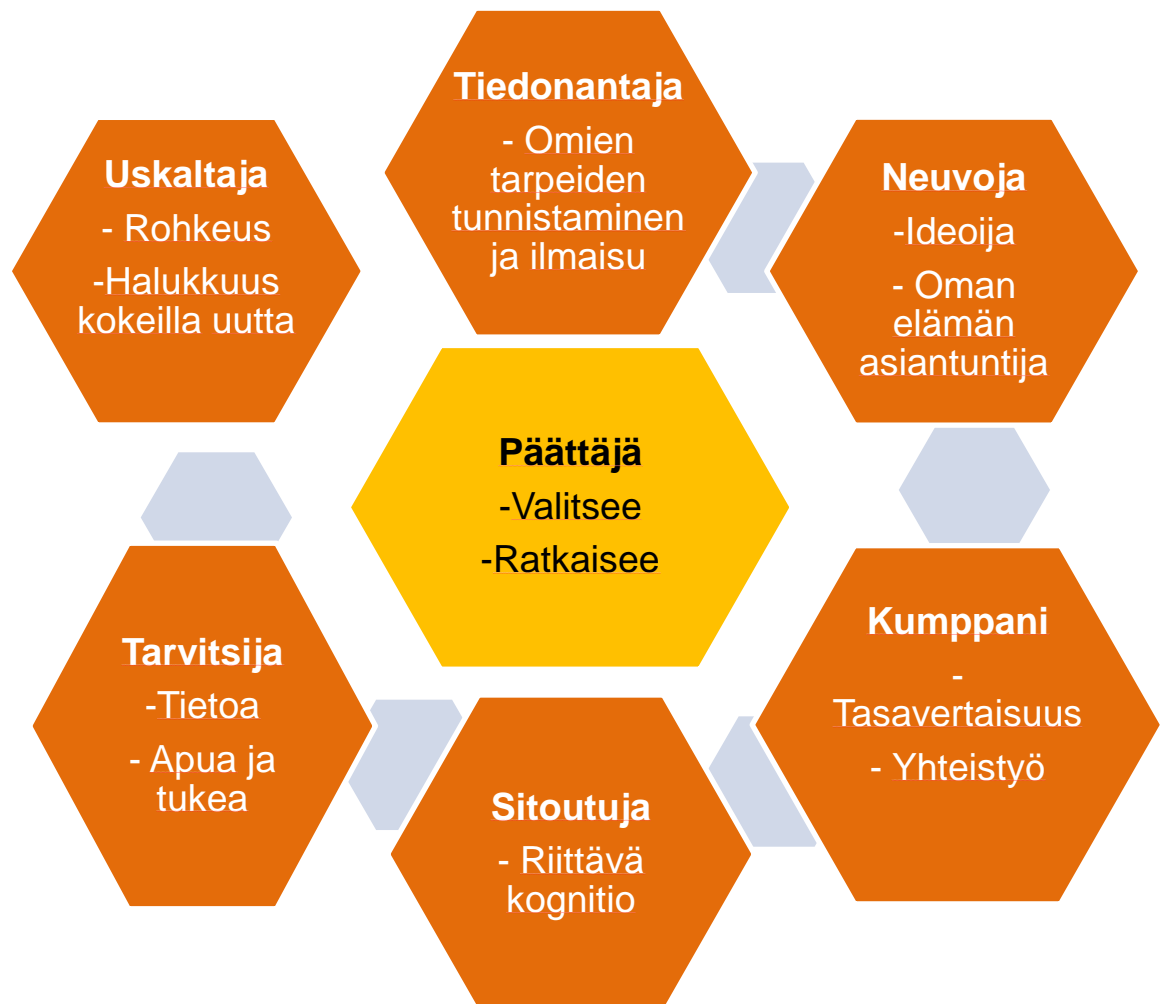 Tiedonantaja
- Omien
tarpeiden
tunnistaminen
ja ilmaisu
Uskaltaja
- Rohkeus
-Halukkuus
kokeilla uutta
Neuvoja
-Ideoija
- Oman
elämän
asiantuntija
Päättäjä
-Valitsee
-Ratkaisee
Tarvitsija
-Tietoa
- Apua ja
tukea
Kumppani
-
Tasavertaisuus
- Yhteistyö
Sitoutuja
- Riittävä
kognitio